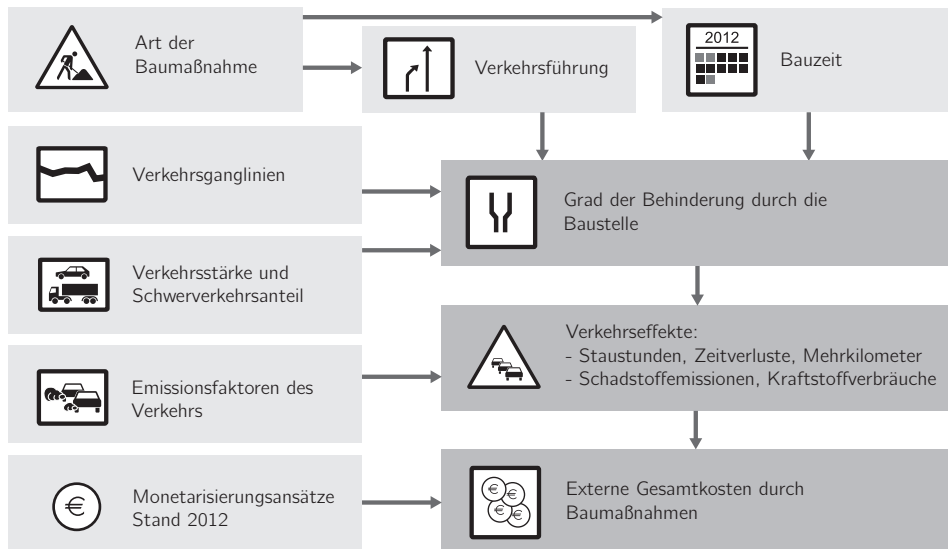 Art der
Baumaßnahme
Verkehrsführung
2012
Bauzeit
Verkehrsganglinien
Grad der Behinderung durch die
Baustelle
Verkehrsstärke und
Schwerverkehrsanteil
Verkehrseffekte:
- Staustunden, Zeitverluste, Mehrkilometer
- Schadstoffemissionen, Kraftstoffverbräuche
Emissionsfaktoren des
Verkehrs
€
Monetarisierungsansätze
Stand 2012
€ € € €
Externe Gesamtkosten durch
Baumaßnahmen